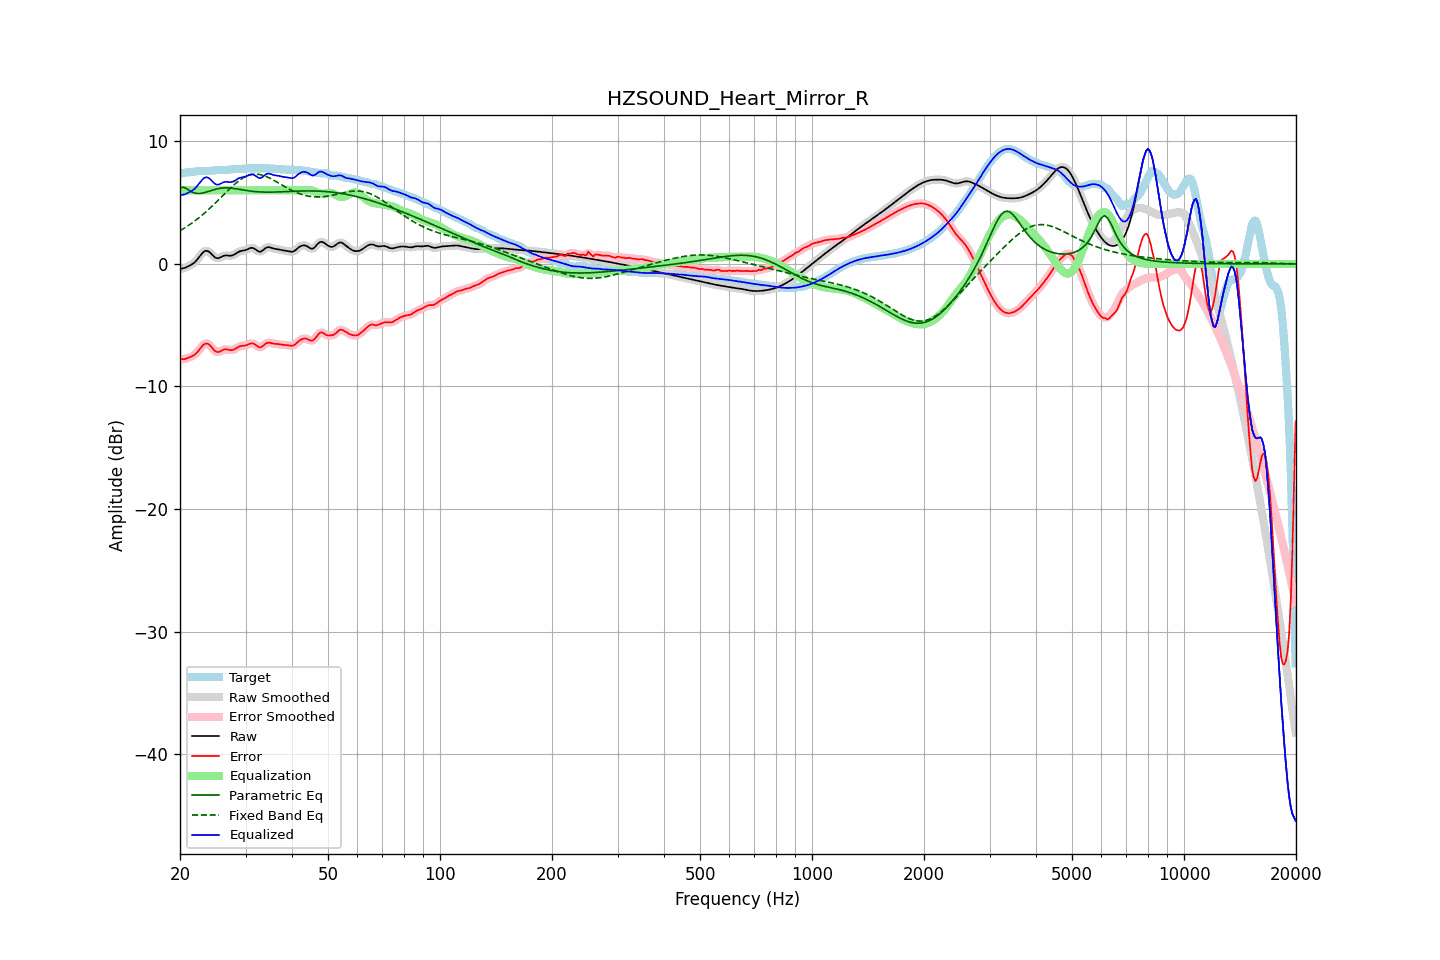 HZSOUND_Heart_Mirror_R
10
0
−10
−20
−30
−40
Amplitude (dBr)
Target
Raw Smoothed
Error Smoothed
Raw
Error
Equalization
Parametric Eq
Fixed Band Eq
Equalized
20
50
100
200
500
1000
2000
5000
10000
20000
Frequency (Hz)